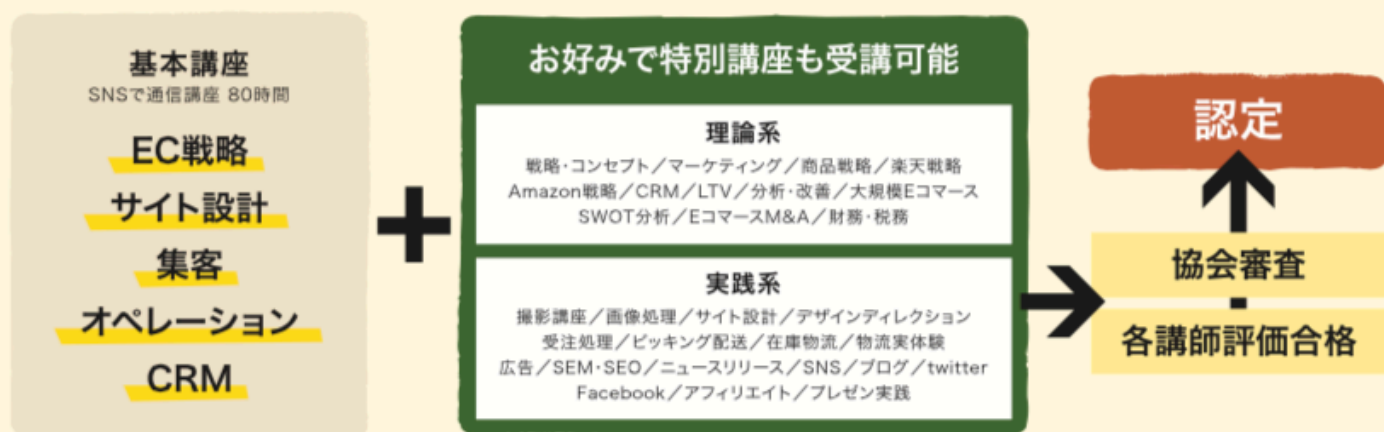 基本講座
SNSで通信講座 80時間
EC戦略
サイト設計
集客
オペレーション
CRM
+
お好みで特別講座も受講可能
理論系
戦略・コンセプト／マーケティング／商品戦略／楽天戦略
Amazon戦略／CRM／LTV／分析・改善／大規模Eコマース
SWOT分析／EコマースM&A／財務・税務
実践系
撮影講座／画像処理／サイト設計／デザインディレクション
受注処理／ピッキング配送／在庫物流／物流実体験
広告／SEM・SEO／ニュースリリース／SNS／ブログ／twitter
Facebook／アフィリエイト／プレゼン実践
認定
協会審査
各講師評価合格